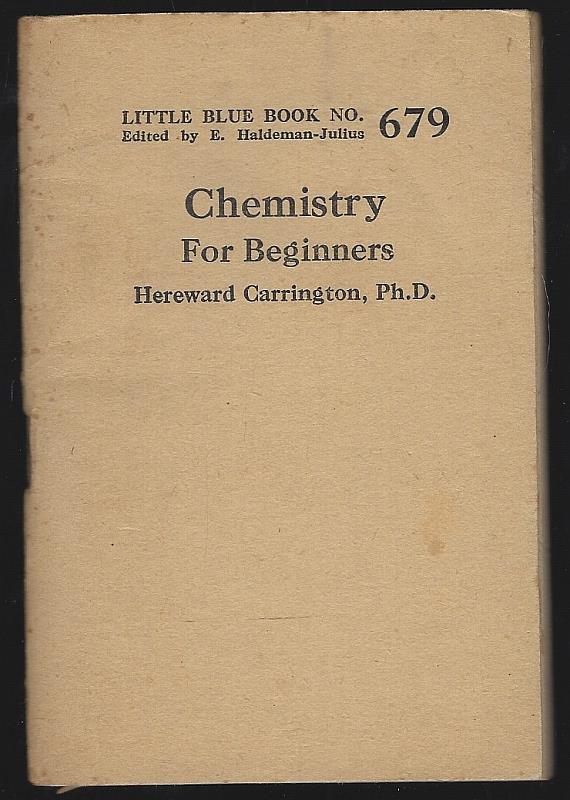 LITTLE BLUE BOOK NO. 679
Edited by E. Haldeman-Julius
Chemistry
For Beginners
Hereward Carrington, Ph.D.